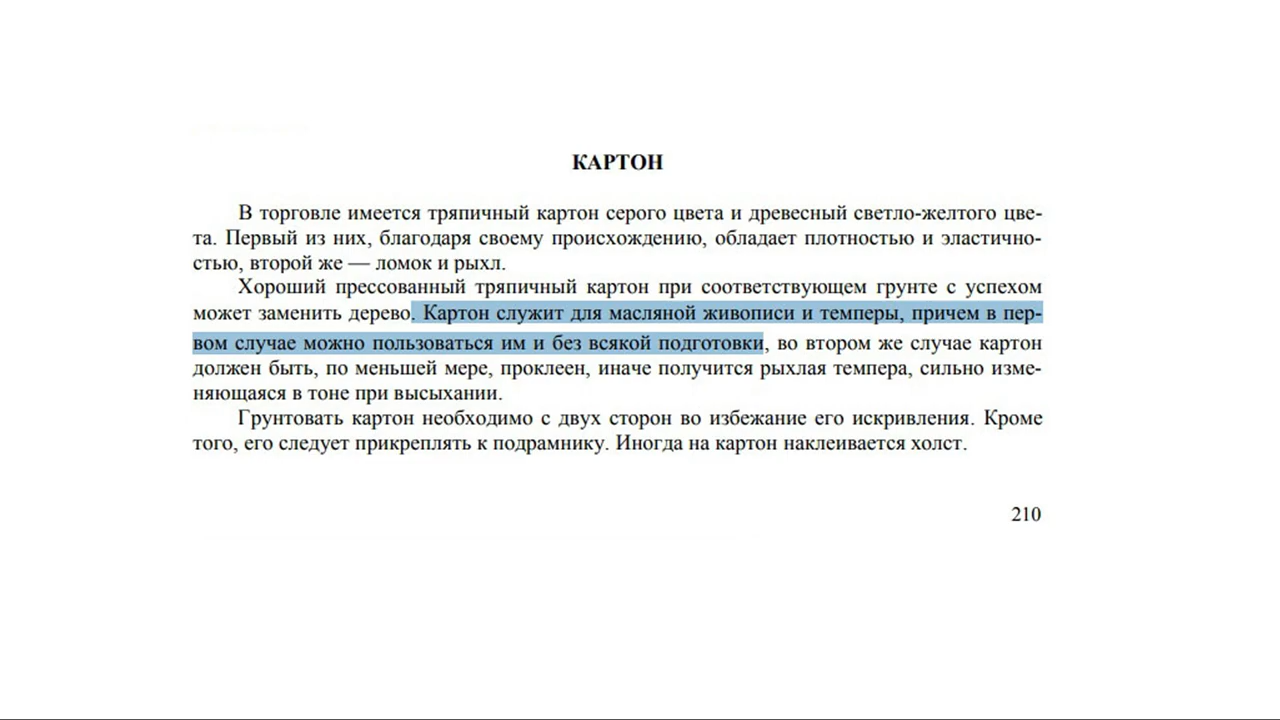 КАРТОН
В торговле имеется тряпичный картон серого цвета и древесный светло-желтого цве-
та. Первый из них, благодаря своему происхождению, обладает плотностью и эластично-
стью, второй же — ломок и рыхл.
Хороший прессованный тряпичный картон при соответствующем грунте с успехом
может заменить дерево. Картон служит для масляной живописи и темперы, причем в пер-
вом случае можно пользоваться им и без всякой подготовки, во втором же случае картон
должен быть, по меньшей мере, проклеен, иначе получится рыхлая темпера, сильно изме-
няющаяся в тоне при высыхании.
Грунтовать картон необходимо с двух сторон во избежание его искривления. Кроме
того, его следует прикреплять к подрамнику. Иногда на картон наклеивается холст.
210